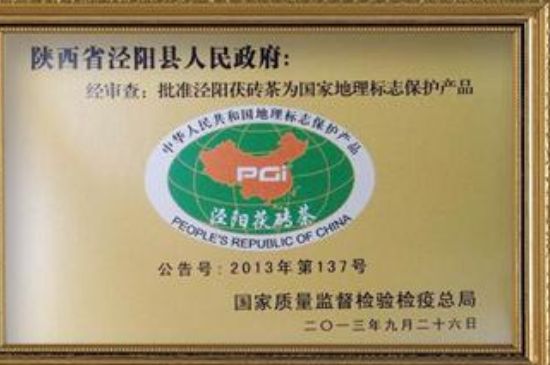 陕西省泾阳县人民政府:
经审查:批准泾阳茯砖茶为国家地理标志保护产品
中华人民共和国地理标志保护产品
PGi
泾阳茯砖茶
PEOPLE'S REPUBLIC OF CHINA
公告号:2013年第137号
国家质量监督检验检疫总局
二〇一三年九月二十六日